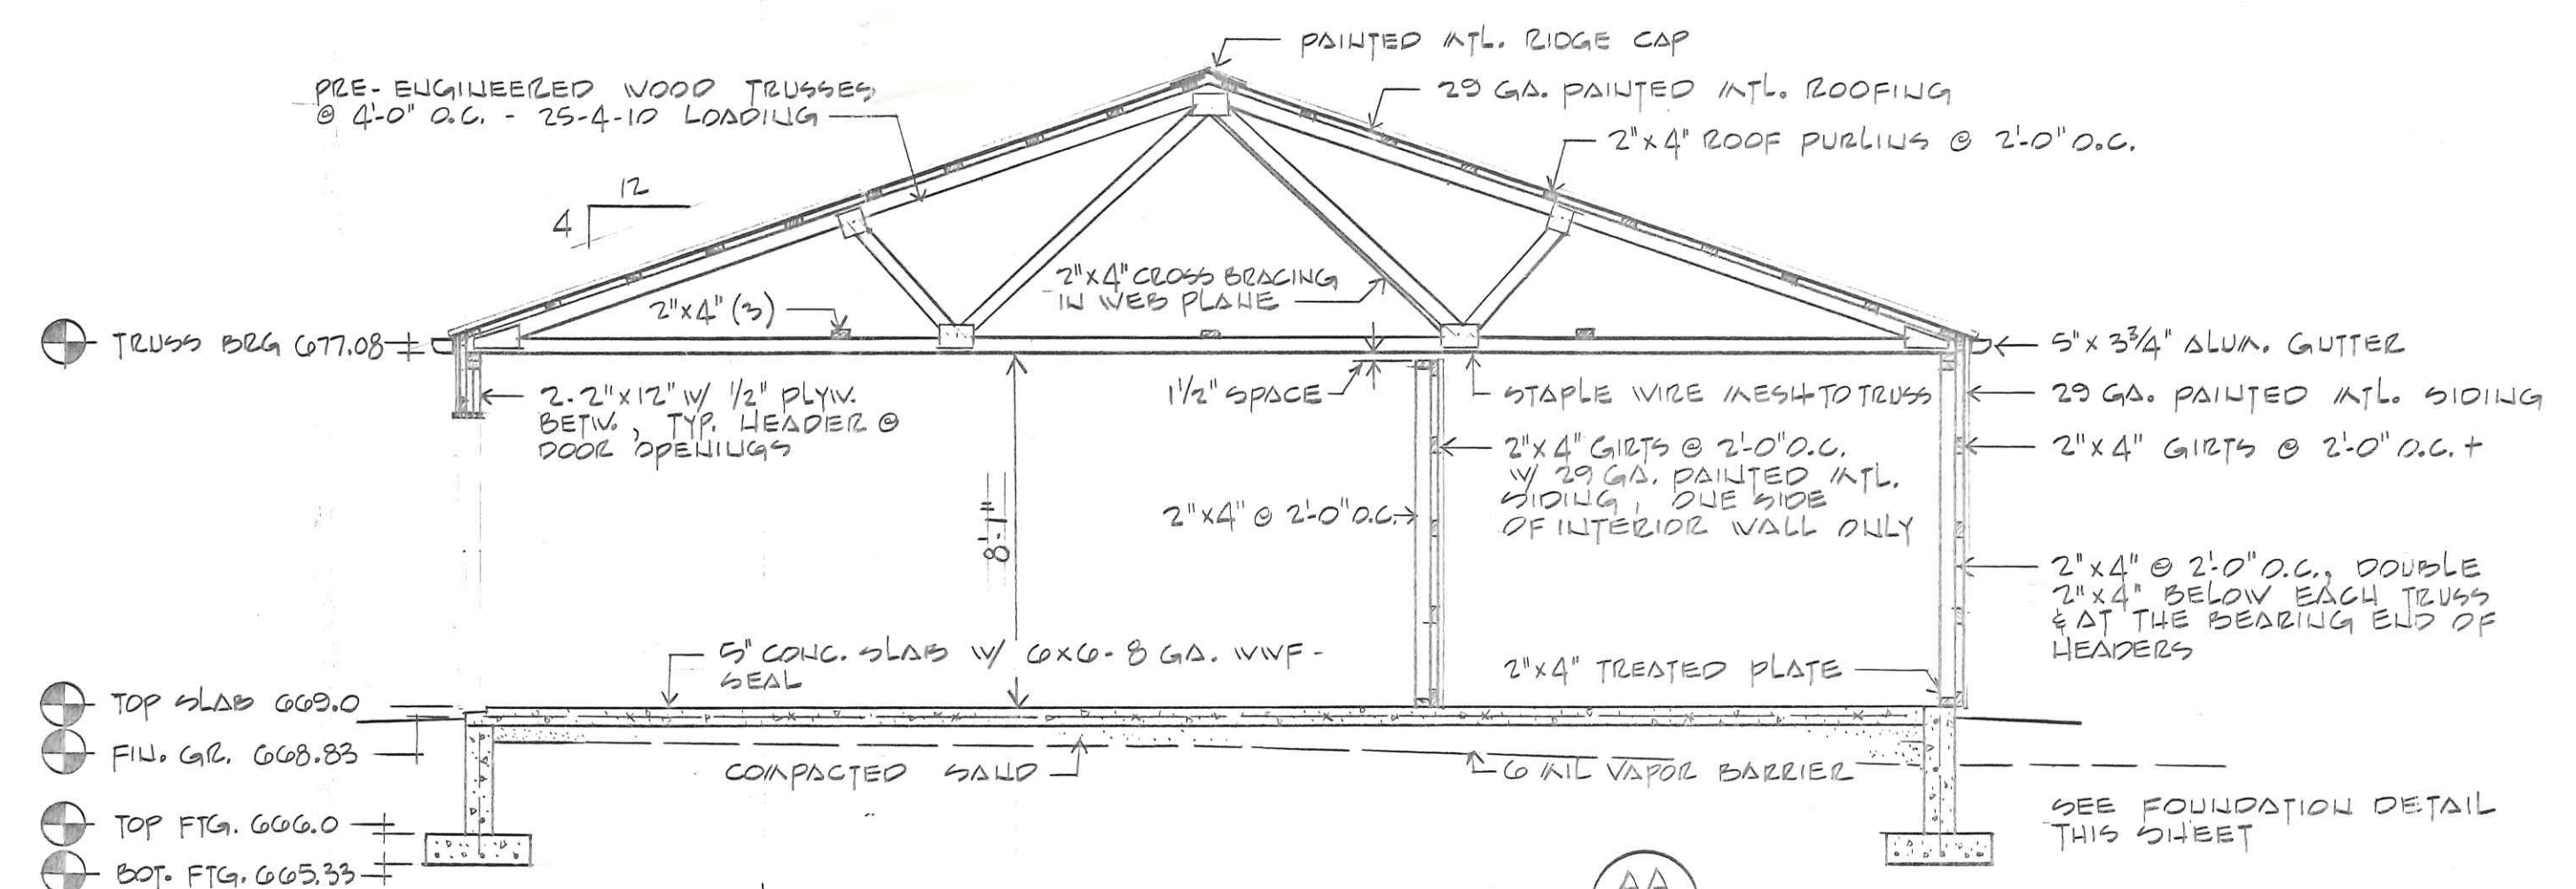 PAINTED MTL. RIDGE CAP
PRE-ENGINEERED WOOD TRUSSES
@ 4'-0" O.C. - 25-4-10 LOADING
29 GA. PAINTED MTL. ROOFING
2"x4" ROOF PURLINS @ 2'-0" O.C.
12
4
2"x4" CROSS BRACING
IN WEB PLANE
2"x4" (3)
TRUSS BRG 677.08
5"x 3¾" ALUM. GUTTER
2-2"x12" W/ 1/2" PLYW.
BETW., TYP. HEADER @
DOOR OPENINGS
1½" SPACE
STAPLE WIRE MESH TO TRUSS
29 GA. PAINTED MTL. SIDING
2"x4" GIRTS @ 2'-0" O.C.
W/ 29 GA. PAINTED MTL.
SIDING, ONE SIDE
OF INTERIOR WALL ONLY
2"x4" GIRTS @ 2'-0" O.C. +
8'-1"
2"x4" @ 2'-0" O.C.
2"x4" @ 2'-0" O.C., DOUBLE
2"x4" BELOW EACH TRUSS
& AT THE BEARING END OF
HEADERS
5" CONC. SLAB W/ 6x6-8 GA. WWF -
SEAL
2"x4" TREATED PLATE
TOP SLAB 669.0
FIN. GR. 668.83
COMPACTED SAND
6 MIL VAPOR BARRIER
TOP FTG. 666.0
SEE FOUNDATION DETAIL
THIS SHEET
BOT. FTG. 665.33
AA